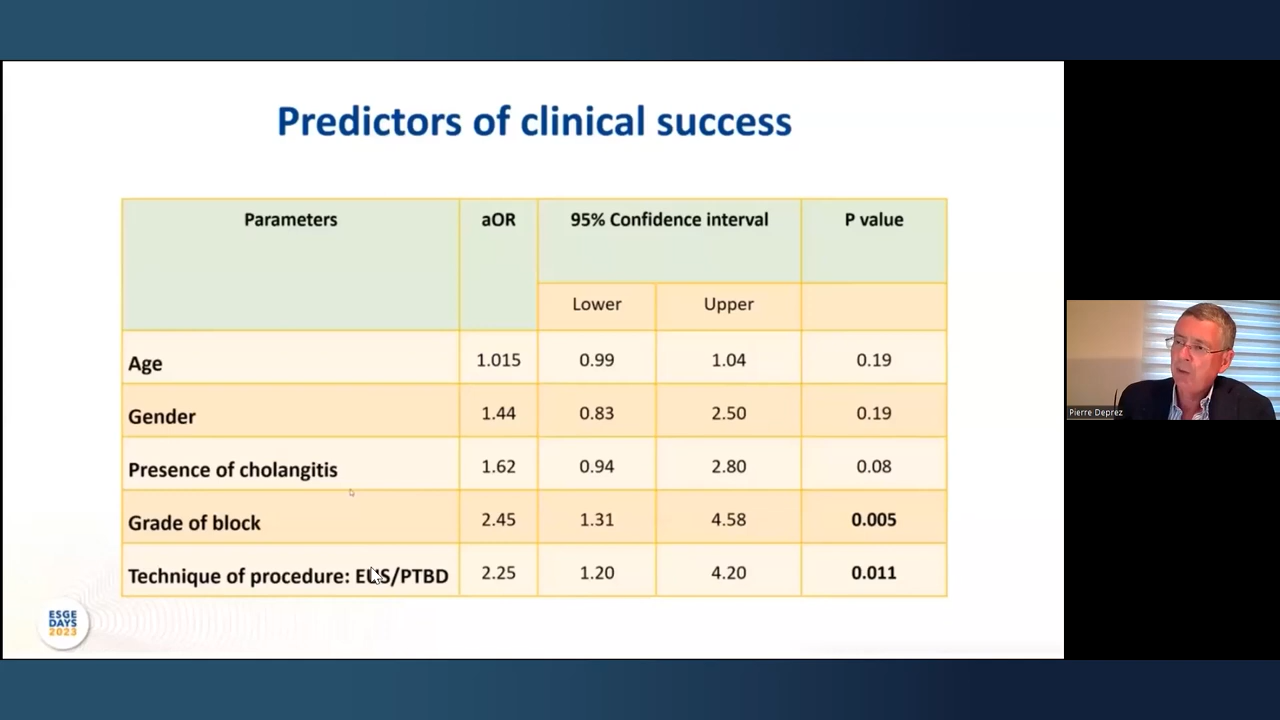 Predictors of clinical success
Parameters aOR 95% Confidence interval P value
Lower Upper
Age 1.015 0.99 1.04 0.19
Gender 1.44 0.83 2.50 0.19
Presence of cholangitis 1.62 0.94 2.80 0.08
Grade of block 2.45 1.31 4.58 0.005
Technique of procedure: EUS/PTBD 2.25 1.20 4.20 0.011
ESGE
DAYS
2023
Pierre Deprez